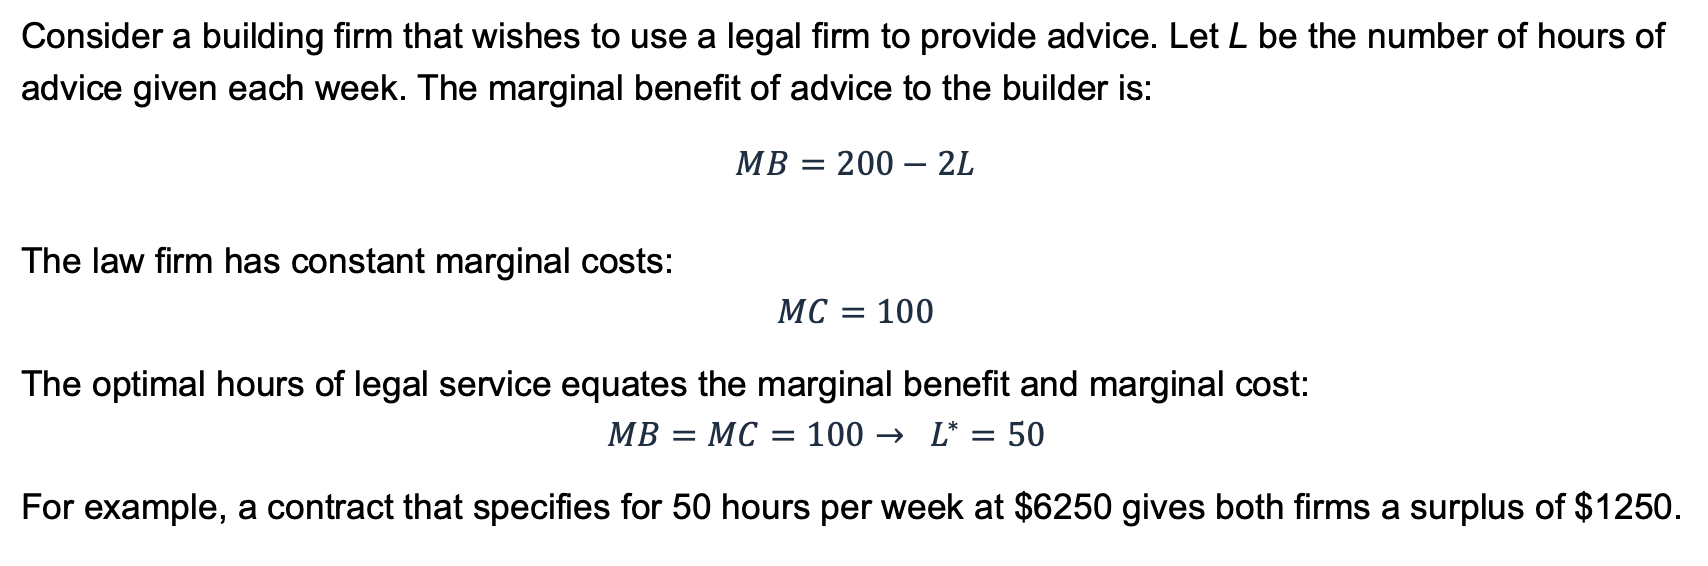 Consider a building firm that wishes to use a legal firm to provide advice. Let L be the number of hours of
advice given each week. The marginal benefit of advice to the builder is:
MB = 200 − 2L
The law firm has constant marginal costs:
MC = 100
The optimal hours of legal service equates the marginal benefit and marginal cost:
MB = MC = 100 → L* = 50
For example, a contract that specifies for 50 hours per week at $6250 gives both firms a surplus of $1250.